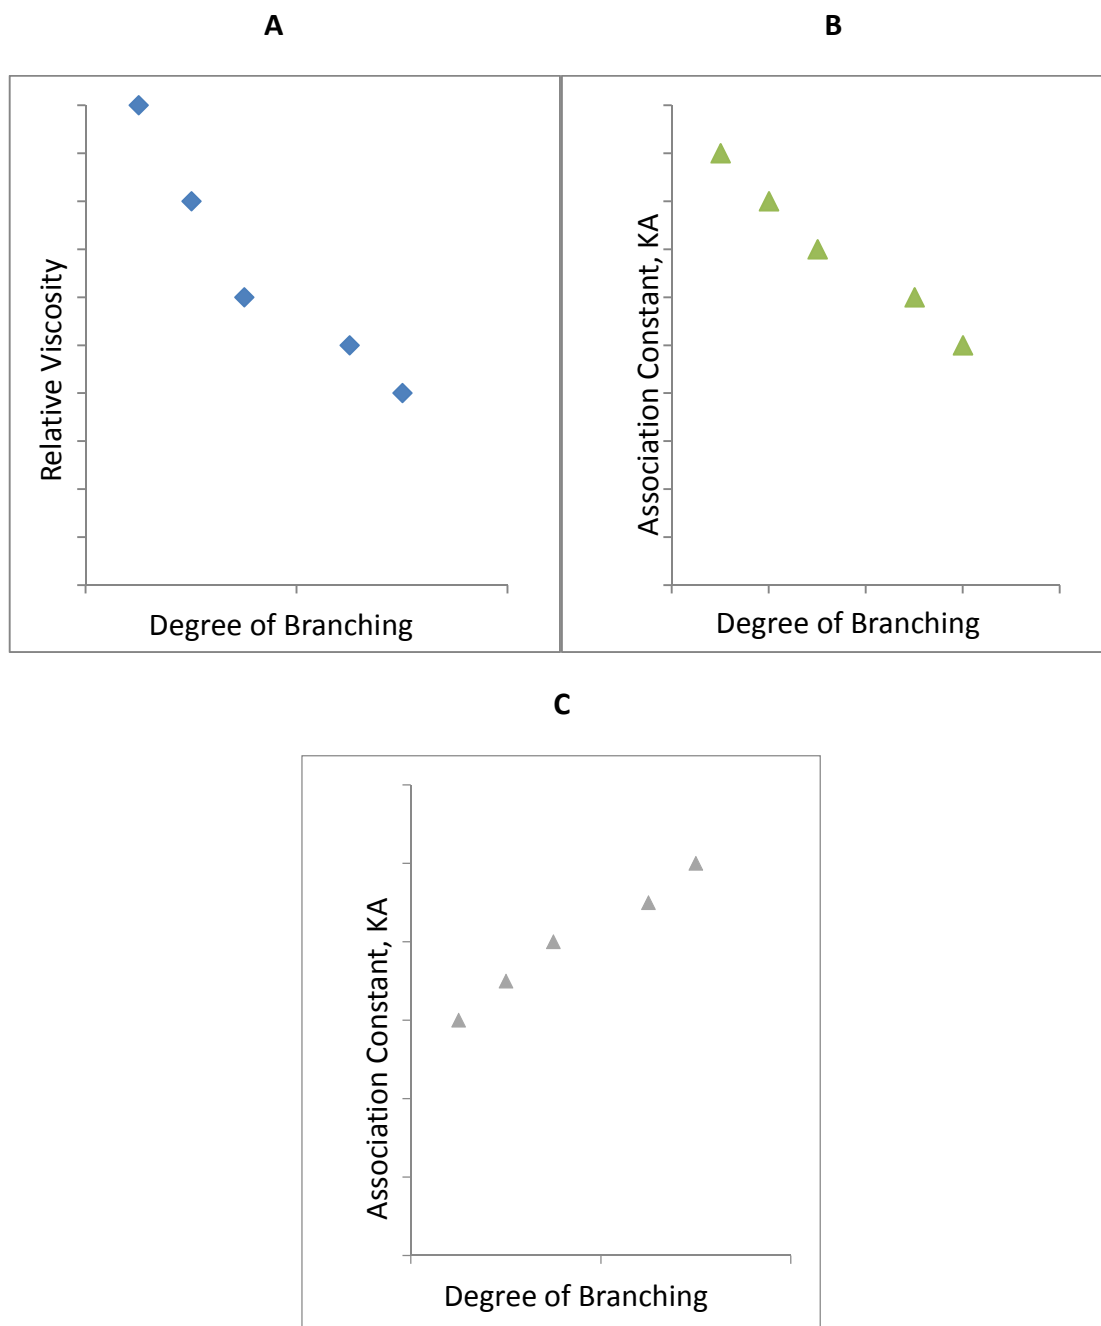 A
B
Relative Viscosity
Association Constant, KA
Degree of Branching
Degree of Branching
C
Association Constant, KA
Degree of Branching